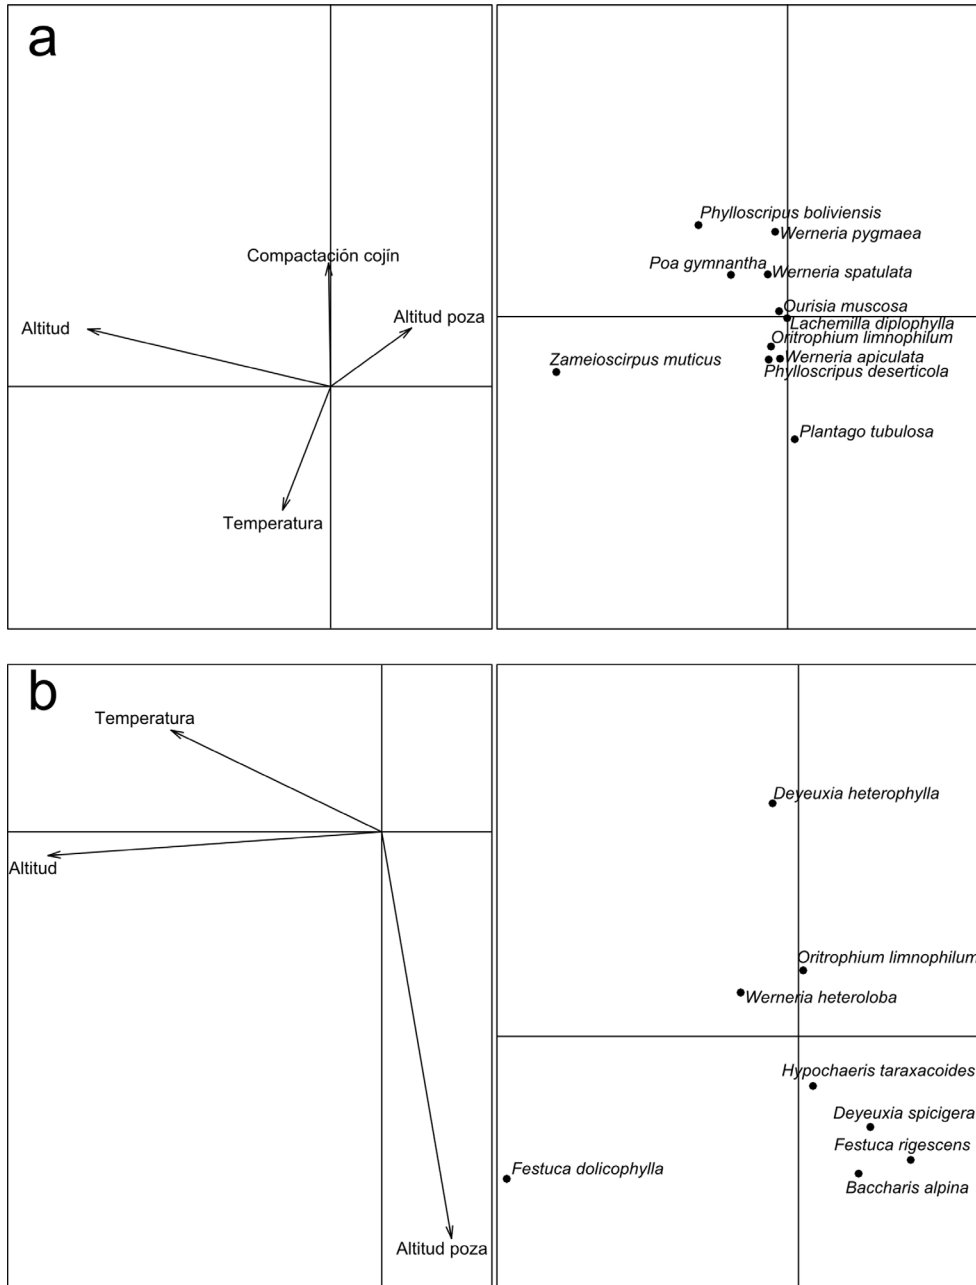 a
Compactación cojín
Altitud
Altitud poza
Temperatura
Phylloscripus boliviensis
Werneria pygmaea
Poa gymnantha
Werneria spatulata
Ourisia muscosa
Lachemilla diplophylla
Oritrophium limnophilum
Zameioscirpus muticus
Werneria apiculata
Phylloscripus deserticola
Plantago tubulosa
b
Temperatura
Altitud
Altitud poza
Deyeuxia heterophylla
Oritrophium limnophilum
Werneria heteroloba
Hypochaeris taraxacoides
Deyeuxia spicigera
Festuca rigescens
Festuca dolicophylla
Baccharis alpina